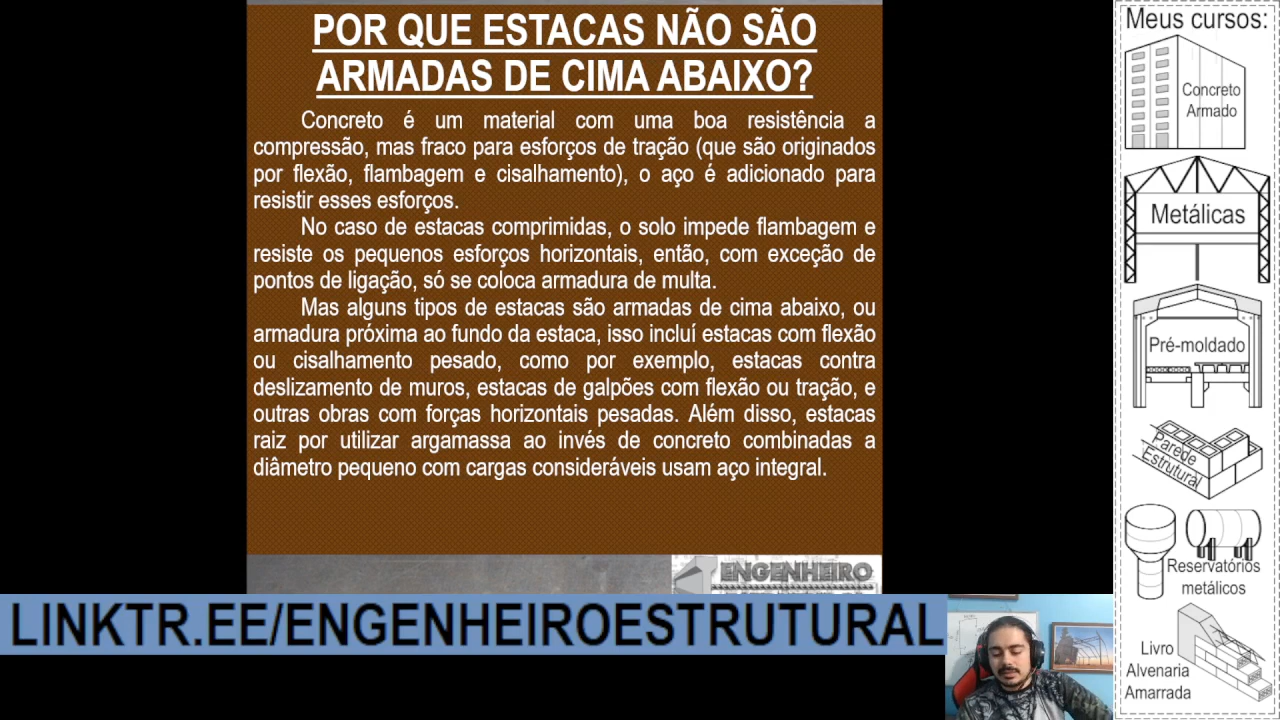 POR QUE ESTACAS NÃO SÃO
ARMADAS DE CIMA ABAIXO?
Concreto é um material com uma boa resistência a
compressão, mas fraco para esforços de tração (que são originados
por flexão, flambagem e cisalhamento), o aço é adicionado para
resistir esses esforços.
No caso de estacas comprimidas, o solo impede flambagem e
resiste os pequenos esforços horizontais, então, com exceção de
pontos de ligação, só se coloca armadura de multa.
Mas alguns tipos de estacas são armadas de cima abaixo, ou
armadura próxima ao fundo da estaca, isso incluí estacas com flexão
ou cisalhamento pesado, como por exemplo, estacas contra
deslizamento de muros, estacas de galpões com flexão ou tração, e
outras obras com forças horizontais pesadas. Além disso, estacas
raiz por utilizar argamassa ao invés de concreto combinadas a
diâmetro pequeno com cargas consideráveis usam aço integral.
ENGENHEIRO
LINKTR.EE/ENGENHEIROESTRUTURAL
Meus cursos:
Concreto
Armado
Metálicas
Pré-moldado
Parede
Estrutural
Reservatórios
metálicos
Livro
Alvenaria
Amarrada